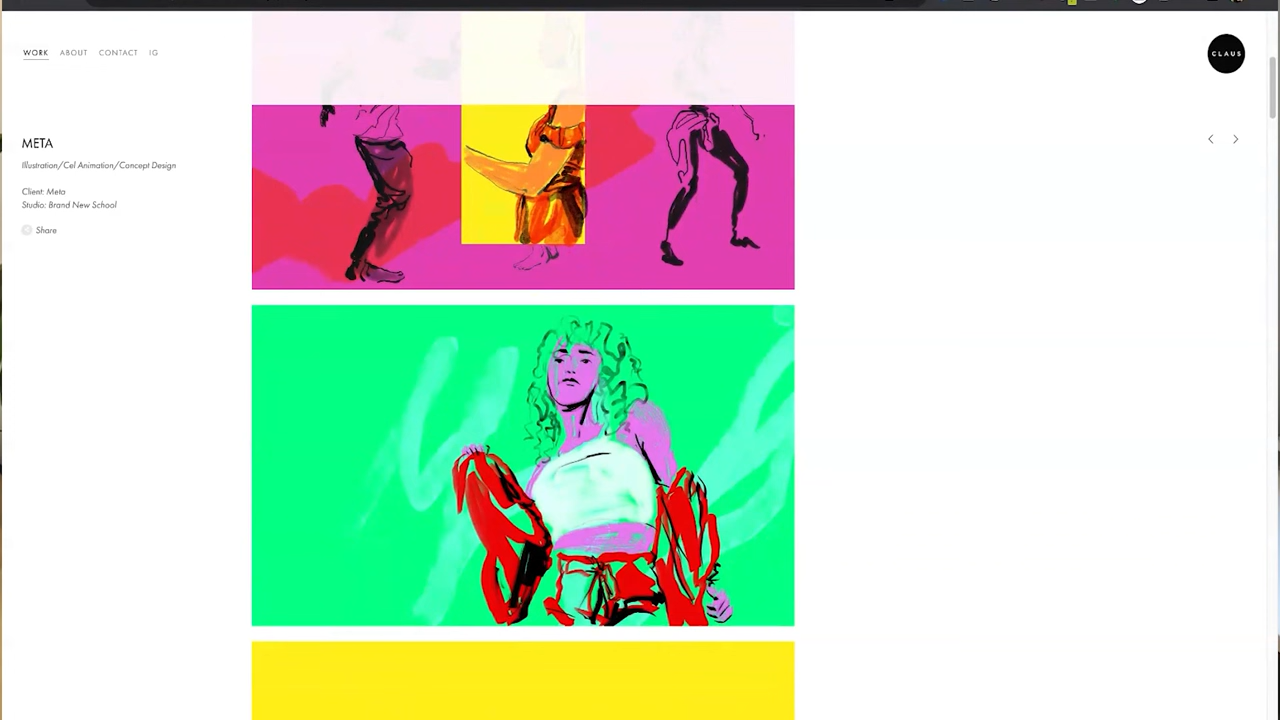 WORK ABOUT CONTACT IG
CLAUS
META
Illustration/Cel Animation/Concept Design
Client: Meta
Studio: Brand New School
Share